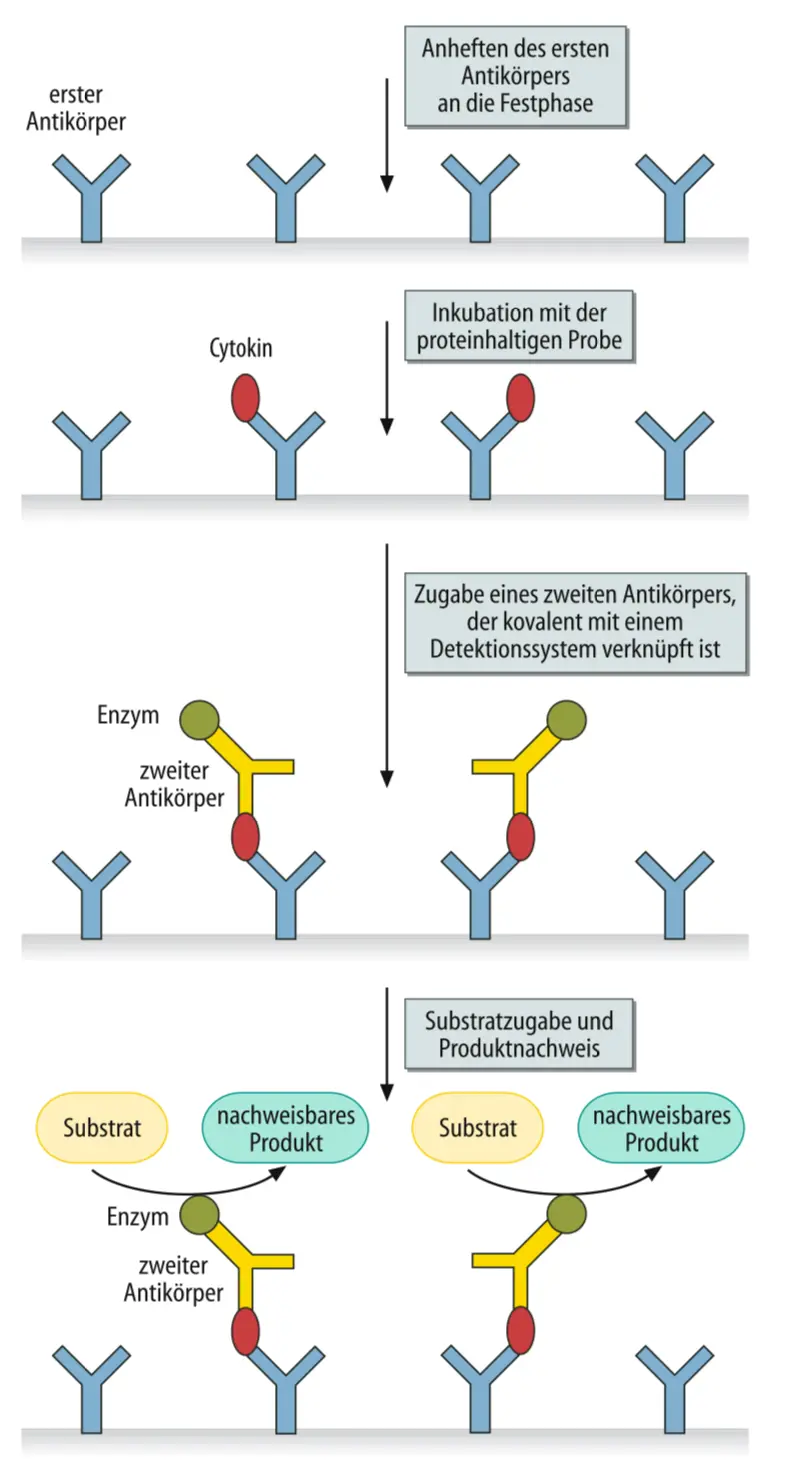 Anheften des ersten
Antikörpers
an die Festphase
erster
Antikörper
Inkubation mit der
proteinhaltigen Probe
Cytokin
Zugabe eines zweiten Antikörpers,
der kovalent mit einem
Detektionssystem verknüpft ist
Enzym
zweiter
Antikörper
Substratzugabe und
Produktnachweis
Substrat
nachweisbares
Produkt
Substrat
nachweisbares
Produkt
Enzym
zweiter
Antikörper